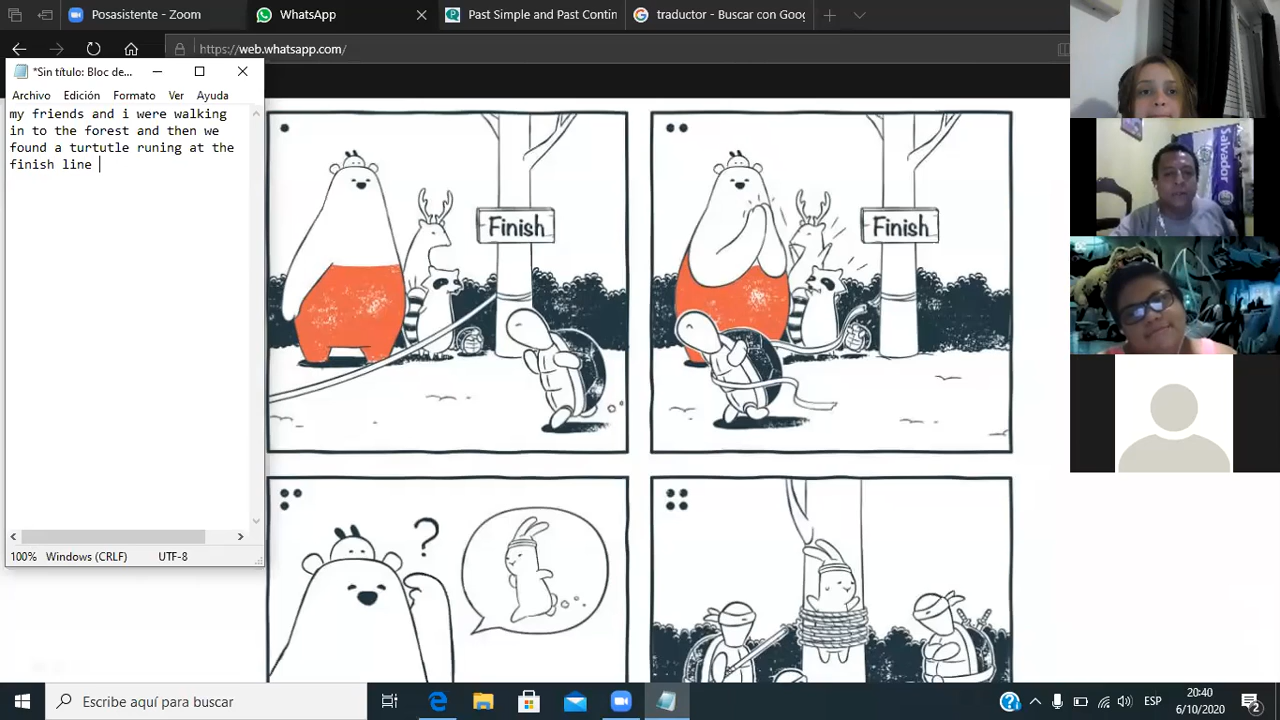 Posasistente - Zoom
WhatsApp
Past Simple and Past Contin
traductor - Buscar con Goog
https://web.whatsapp.com/
*Sin título: Bloc de...
Archivo Edición Formato Ver Ayuda
my friends and i were walking
in to the forest and then we
found a turtutle runing at the
finish line
100% Windows (CRLF) UTF-8
Finish
Finish
?
Salvador
Escribe aquí para buscar
ESP
20:40
6/10/2020
2